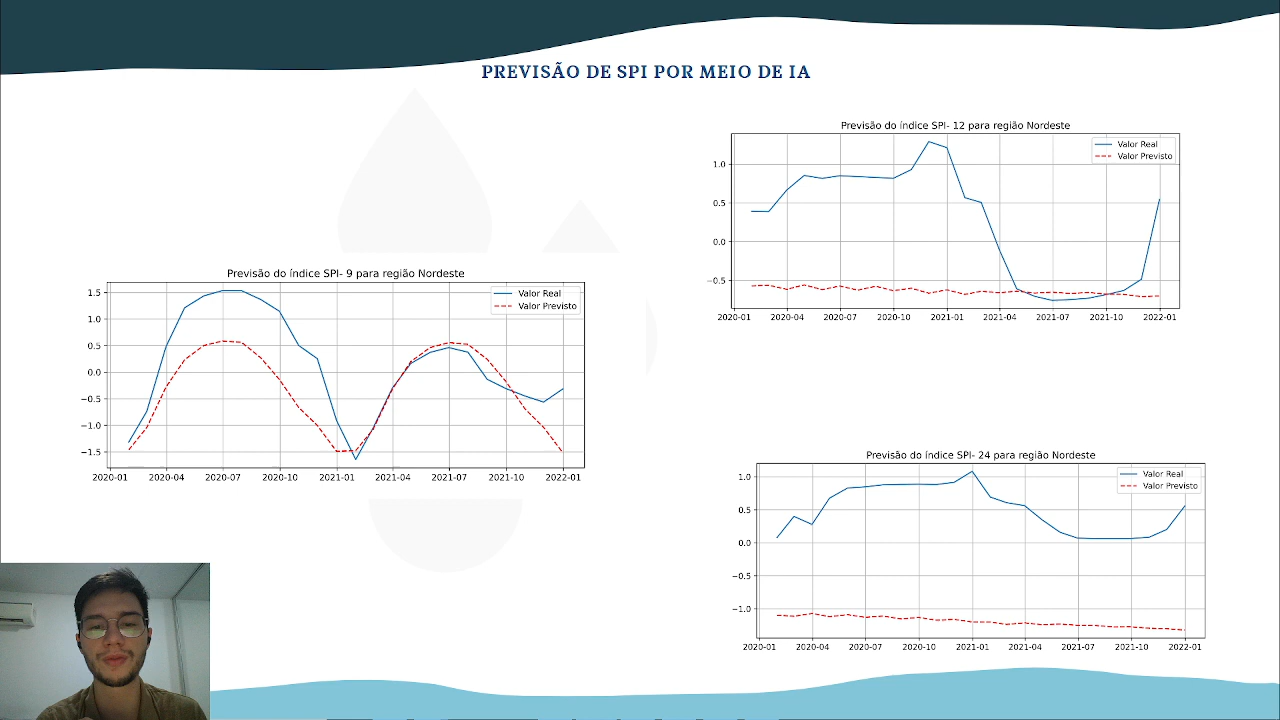 PREVISÃO DE SPI POR MEIO DE IA
Previsão do índice SPI- 9 para região Nordeste
Valor Real
Valor Previsto
1.5
1.0
0.5
0.0
−0.5
−1.0
−1.5
2020-01 2020-04 2020-07 2020-10 2021-01 2021-04 2021-07 2021-10 2022-01
Previsão do índice SPI- 12 para região Nordeste
Valor Real
Valor Previsto
1.0
0.5
0.0
−0.5
2020-01 2020-04 2020-07 2020-10 2021-01 2021-04 2021-07 2021-10 2022-01
Previsão do índice SPI- 24 para região Nordeste
Valor Real
Valor Previsto
1.0
0.5
0.0
−0.5
−1.0
2020-01 2020-04 2020-07 2020-10 2021-01 2021-04 2021-07 2021-10 2022-01